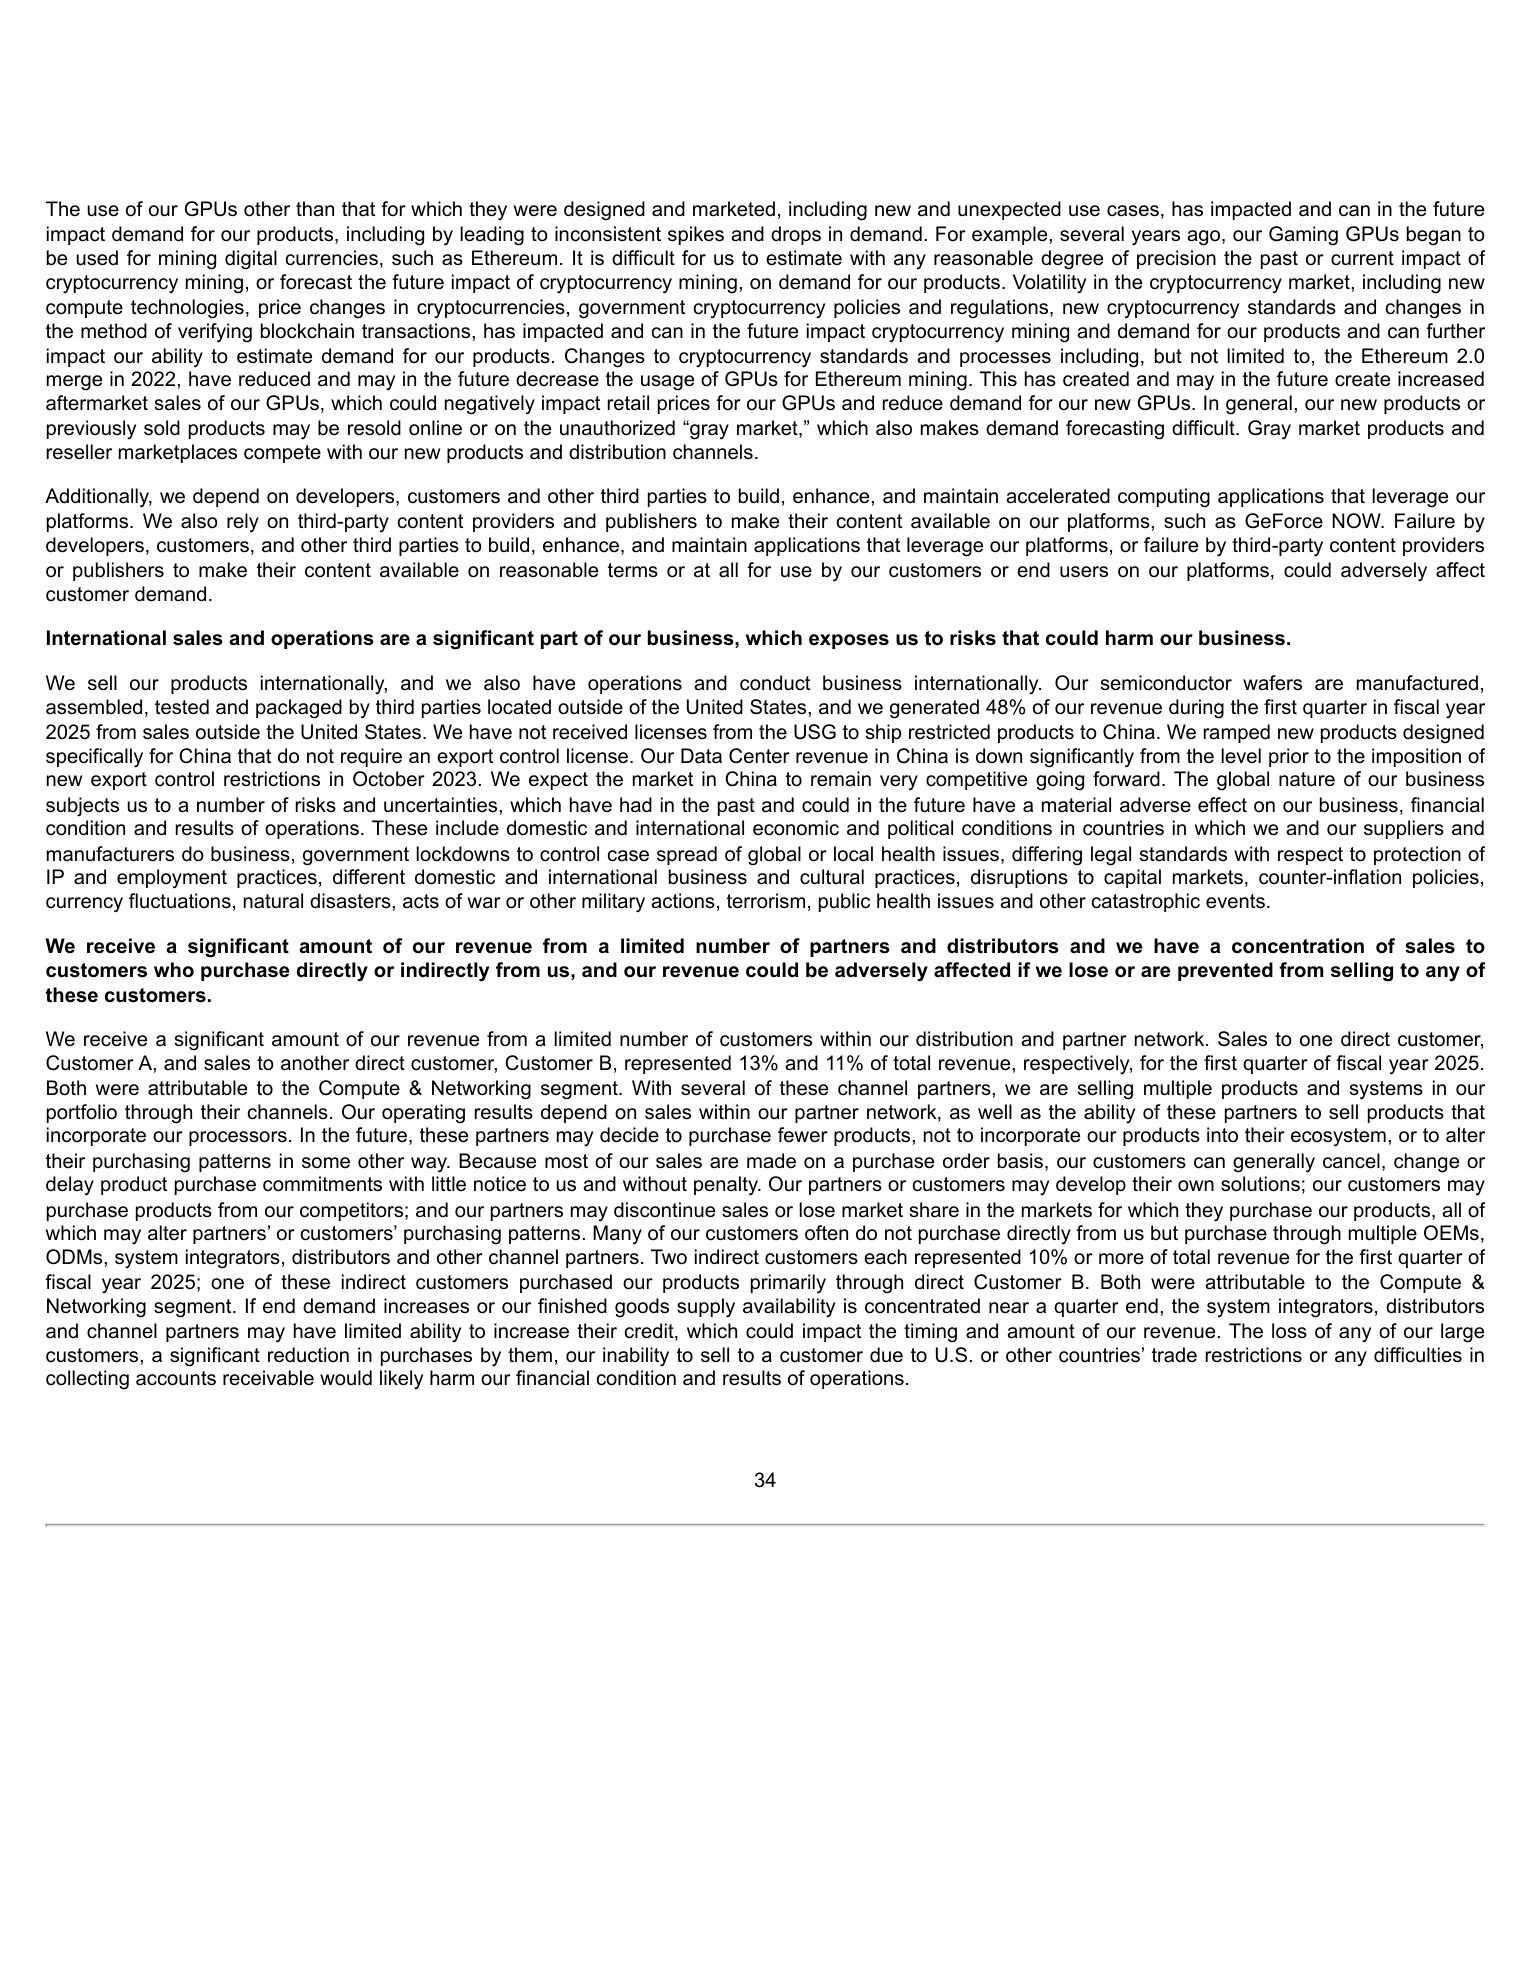 The use of our GPUs other than that for which they were designed and marketed, including new and unexpected use cases, has impacted and can in the future
impact demand for our products, including by leading to inconsistent spikes and drops in demand. For example, several years ago, our Gaming GPUs began to
be used for mining digital currencies, such as Ethereum. It is difficult for us to estimate with any reasonable degree of precision the past or current impact of
cryptocurrency mining, or forecast the future impact of cryptocurrency mining, on demand for our products. Volatility in the cryptocurrency market, including new
compute technologies, price changes in cryptocurrencies, government cryptocurrency policies and regulations, new cryptocurrency standards and changes in
the method of verifying blockchain transactions, has impacted and can in the future impact cryptocurrency mining and demand for our products and can further
impact our ability to estimate demand for our products. Changes to cryptocurrency standards and processes including, but not limited to, the Ethereum 2.0
merge in 2022, have reduced and may in the future decrease the usage of GPUs for Ethereum mining. This has created and may in the future create increased
aftermarket sales of our GPUs, which could negatively impact retail prices for our GPUs and reduce demand for our new GPUs. In general, our new products or
previously sold products may be resold online or on the unauthorized “gray market,” which also makes demand forecasting difficult. Gray market products and
reseller marketplaces compete with our new products and distribution channels.
Additionally, we depend on developers, customers and other third parties to build, enhance, and maintain accelerated computing applications that leverage our
platforms. We also rely on third-party content providers and publishers to make their content available on our platforms, such as GeForce NOW. Failure by
developers, customers, and other third parties to build, enhance, and maintain applications that leverage our platforms, or failure by third-party content providers
or publishers to make their content available on reasonable terms or at all for use by our customers or end users on our platforms, could adversely affect
customer demand.
International sales and operations are a significant part of our business, which exposes us to risks that could harm our business.
We sell our products internationally, and we also have operations and conduct business internationally. Our semiconductor wafers are manufactured,
assembled, tested and packaged by third parties located outside of the United States, and we generated 48% of our revenue during the first quarter in fiscal year
2025 from sales outside the United States. We have not received licenses from the USG to ship restricted products to China. We ramped new products designed
specifically for China that do not require an export control license. Our Data Center revenue in China is down significantly from the level prior to the imposition of
new export control restrictions in October 2023. We expect the market in China to remain very competitive going forward. The global nature of our business
subjects us to a number of risks and uncertainties, which have had in the past and could in the future have a material adverse effect on our business, financial
condition and results of operations. These include domestic and international economic and political conditions in countries in which we and our suppliers and
manufacturers do business, government lockdowns to control case spread of global or local health issues, differing legal standards with respect to protection of
IP and employment practices, different domestic and international business and cultural practices, disruptions to capital markets, counter-inflation policies,
currency fluctuations, natural disasters, acts of war or other military actions, terrorism, public health issues and other catastrophic events.
We receive a significant amount of our revenue from a limited number of partners and distributors and we have a concentration of sales to
customers who purchase directly or indirectly from us, and our revenue could be adversely affected if we lose or are prevented from selling to any of
these customers.
We receive a significant amount of our revenue from a limited number of customers within our distribution and partner network. Sales to one direct customer,
Customer A, and sales to another direct customer, Customer B, represented 13% and 11% of total revenue, respectively, for the first quarter of fiscal year 2025.
Both were attributable to the Compute & Networking segment. With several of these channel partners, we are selling multiple products and systems in our
portfolio through their channels. Our operating results depend on sales within our partner network, as well as the ability of these partners to sell products that
incorporate our processors. In the future, these partners may decide to purchase fewer products, not to incorporate our products into their ecosystem, or to alter
their purchasing patterns in some other way. Because most of our sales are made on a purchase order basis, our customers can generally cancel, change or
delay product purchase commitments with little notice to us and without penalty. Our partners or customers may develop their own solutions; our customers may
purchase products from our competitors; and our partners may discontinue sales or lose market share in the markets for which they purchase our products, all of
which may alter partners’ or customers’ purchasing patterns. Many of our customers often do not purchase directly from us but purchase through multiple OEMs,
ODMs, system integrators, distributors and other channel partners. Two indirect customers each represented 10% or more of total revenue for the first quarter of
fiscal year 2025; one of these indirect customers purchased our products primarily through direct Customer B. Both were attributable to the Compute &
Networking segment. If end demand increases or our finished goods supply availability is concentrated near a quarter end, the system integrators, distributors
and channel partners may have limited ability to increase their credit, which could impact the timing and amount of our revenue. The loss of any of our large
customers, a significant reduction in purchases by them, our inability to sell to a customer due to U.S. or other countries’ trade restrictions or any difficulties in
collecting accounts receivable would likely harm our financial condition and results of operations.
34